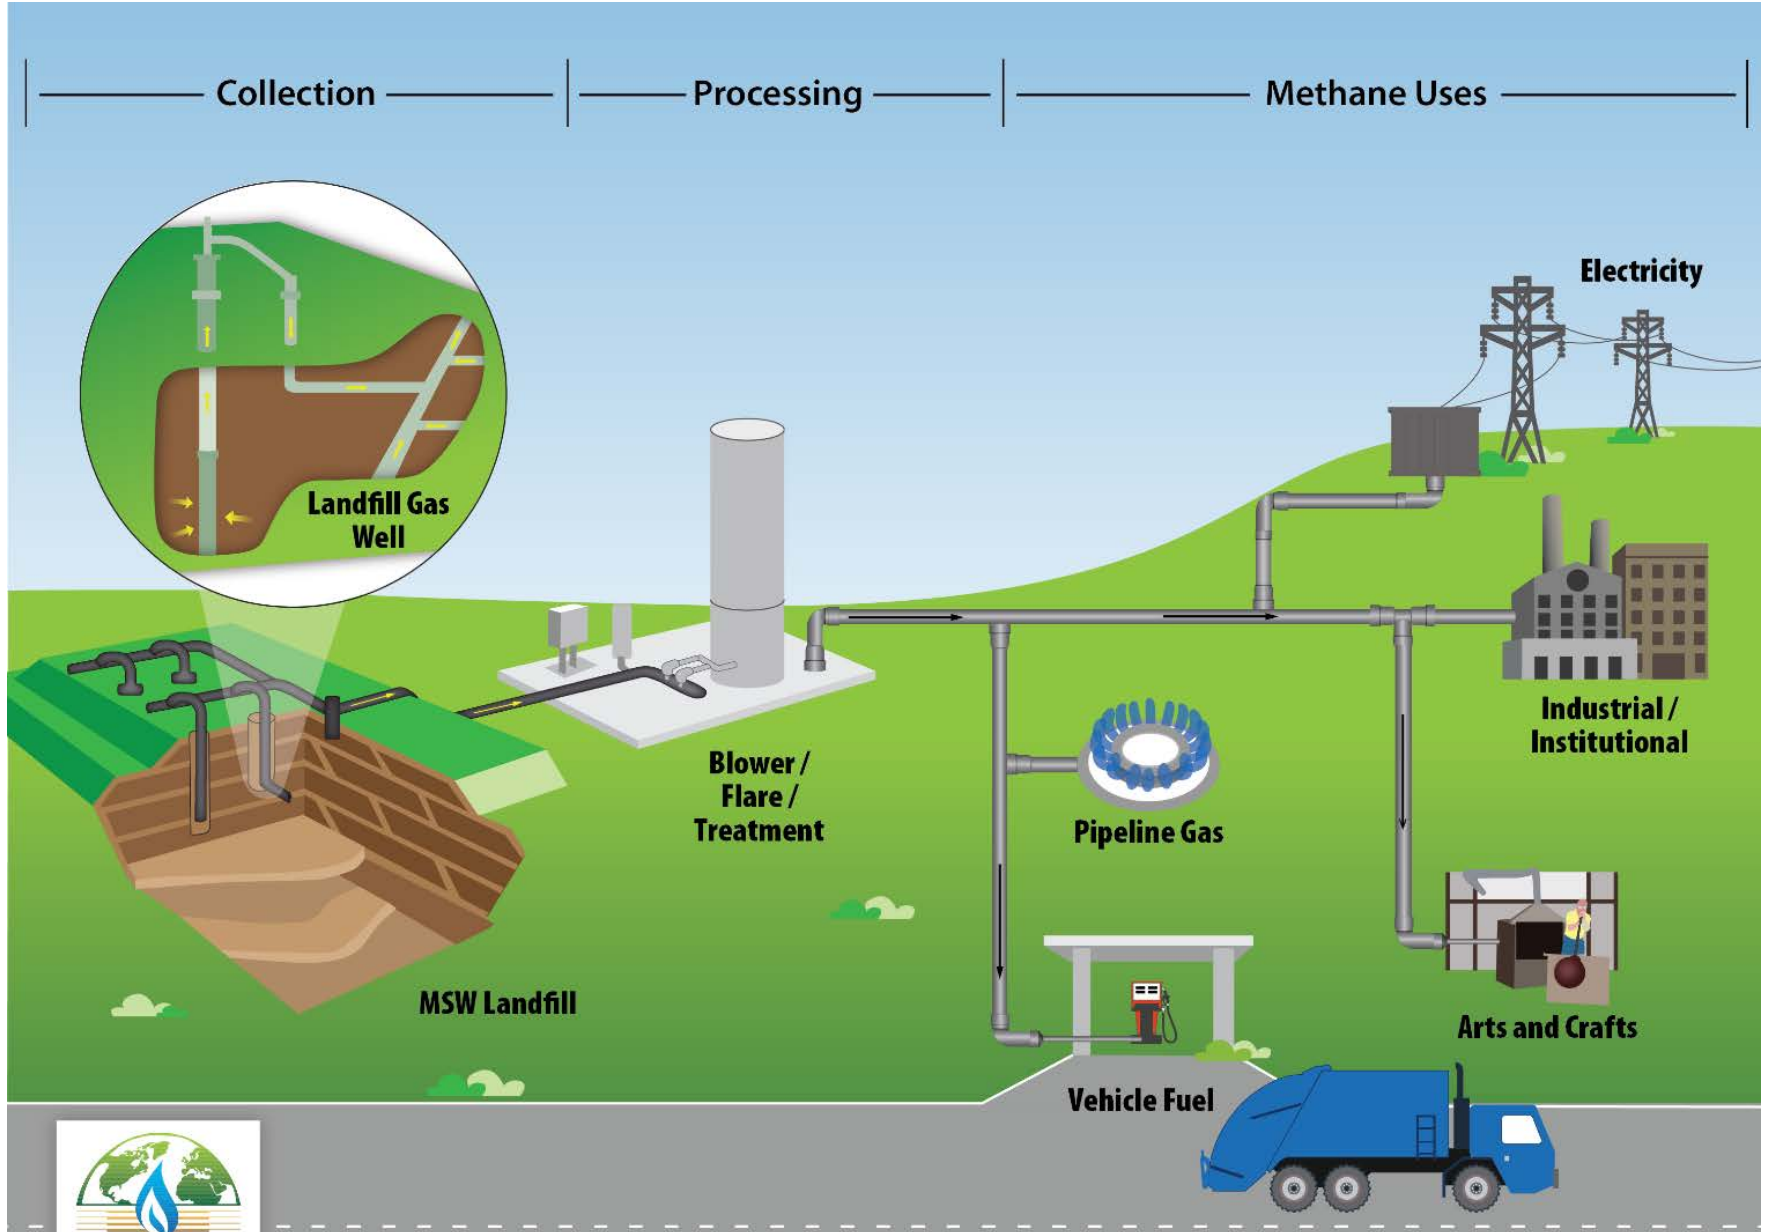 Collection
Processing
Methane Uses
Electricity
Landfill Gas
Well
Industrial /
Institutional
Blower /
Flare /
Treatment
Pipeline Gas
MSW Landfill
Arts and Crafts
Vehicle Fuel